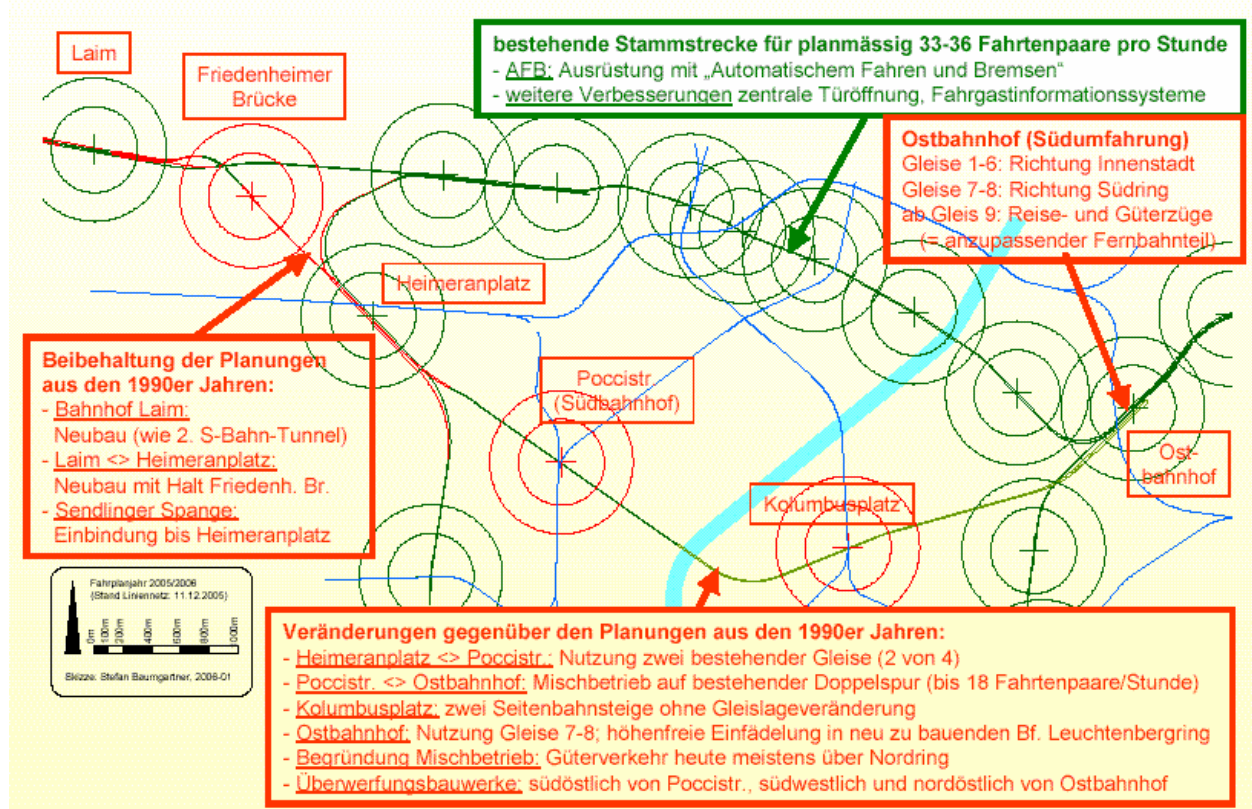 Laim
Friedenheimer
Brücke
bestehende Stammstrecke für planmässig 33-36 Fahrtenpaare pro Stunde
- AFB: Ausrüstung mit „Automatischem Fahren und Bremsen“
- weitere Verbesserungen zentrale Türöffnung, Fahrgastinformationssysteme
Ostbahnhof (Südumfahrung)
Gleise 1-6: Richtung Innenstadt
Gleise 7-8: Richtung Südring
ab Gleis 9: Reise- und Güterzüge
(= anzupassender Fernbahnteil)
Heimeranplatz
Beibehaltung der Planungen
aus den 1990er Jahren:
- Bahnhof Laim:
Neubau (wie 2. S-Bahn-Tunnel)
- Laim <> Heimeranplatz:
Neubau mit Halt Friedenh. Br.
- Sendlinger Spange:
Einbindung bis Heimeranplatz
Poccistr.
(Südbahnhof)
Ost-
bahnhof
Kolumbusplatz
Fahrplanjahr 2005/2006
(Stand Liniennetz: 11.12.2005)
0m 100m 200m 400m 600m 800m 1000m
Skizze: Stefan Baumgartner, 2006-01
Veränderungen gegenüber den Planungen aus den 1990er Jahren:
- Heimeranplatz <> Poccistr.: Nutzung zwei bestehender Gleise (2 von 4)
- Poccistr. <> Ostbahnhof: Mischbetrieb auf bestehender Doppelspur (bis 18 Fahrtenpaare/Stunde)
- Kolumbusplatz: zwei Seitenbahnsteige ohne Gleislageveränderung
- Ostbahnhof: Nutzung Gleise 7-8; höhenfreie Einfädelung in neu zu bauenden Bf. Leuchtenbergring
- Begründung Mischbetrieb: Güterverkehr heute meistens über Nordring
- Überwerfungsbauwerke: südöstlich von Poccistr., südwestlich und nordöstlich von Ostbahnhof